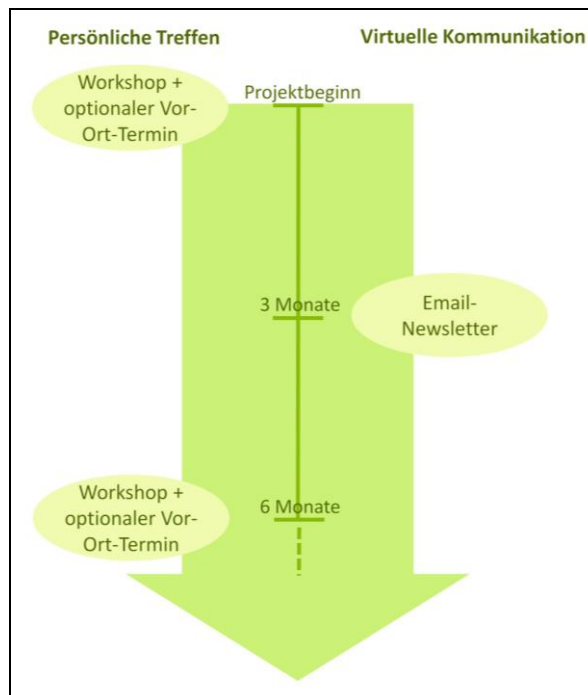 Persönliche Treffen
Virtuelle Kommunikation
Workshop +
optionaler Vor-
Ort-Termin
Projektbeginn
3 Monate
Email-
Newsletter
Workshop +
optionaler Vor-
Ort-Termin
6 Monate